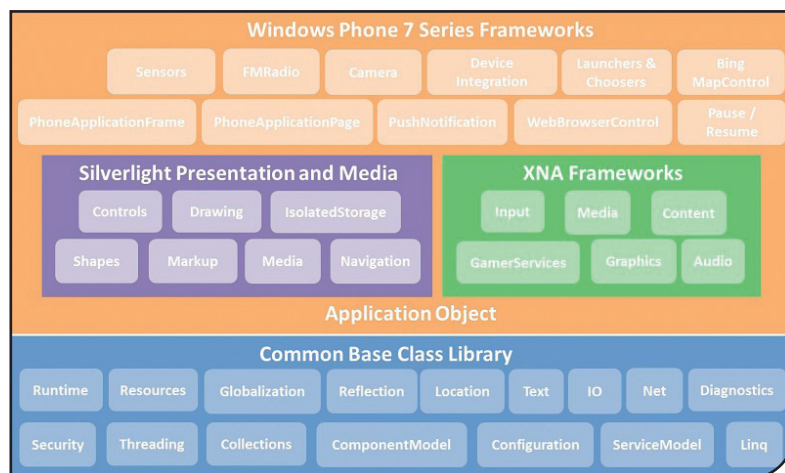 Windows Phone 7 Series Frameworks
Sensors
FMRadio
Camera
Device
Integration
Launchers &
Choosers
Bing
MapControl
PhoneApplicationFrame
PhoneApplicationPage
PushNotification
WebBrowserControl
Pause /
Resume
Silverlight Presentation and Media
Controls
Drawing
IsolatedStorage
Shapes
Markup
Media
Navigation
XNA Frameworks
Input
Media
Content
GamerServices
Graphics
Audio
Application Object
Common Base Class Library
Runtime
Resources
Globalization
Reflection
Location
Text
IO
Net
Diagnostics
Security
Threading
Collections
ComponentModel
Configuration
ServiceModel
Linq